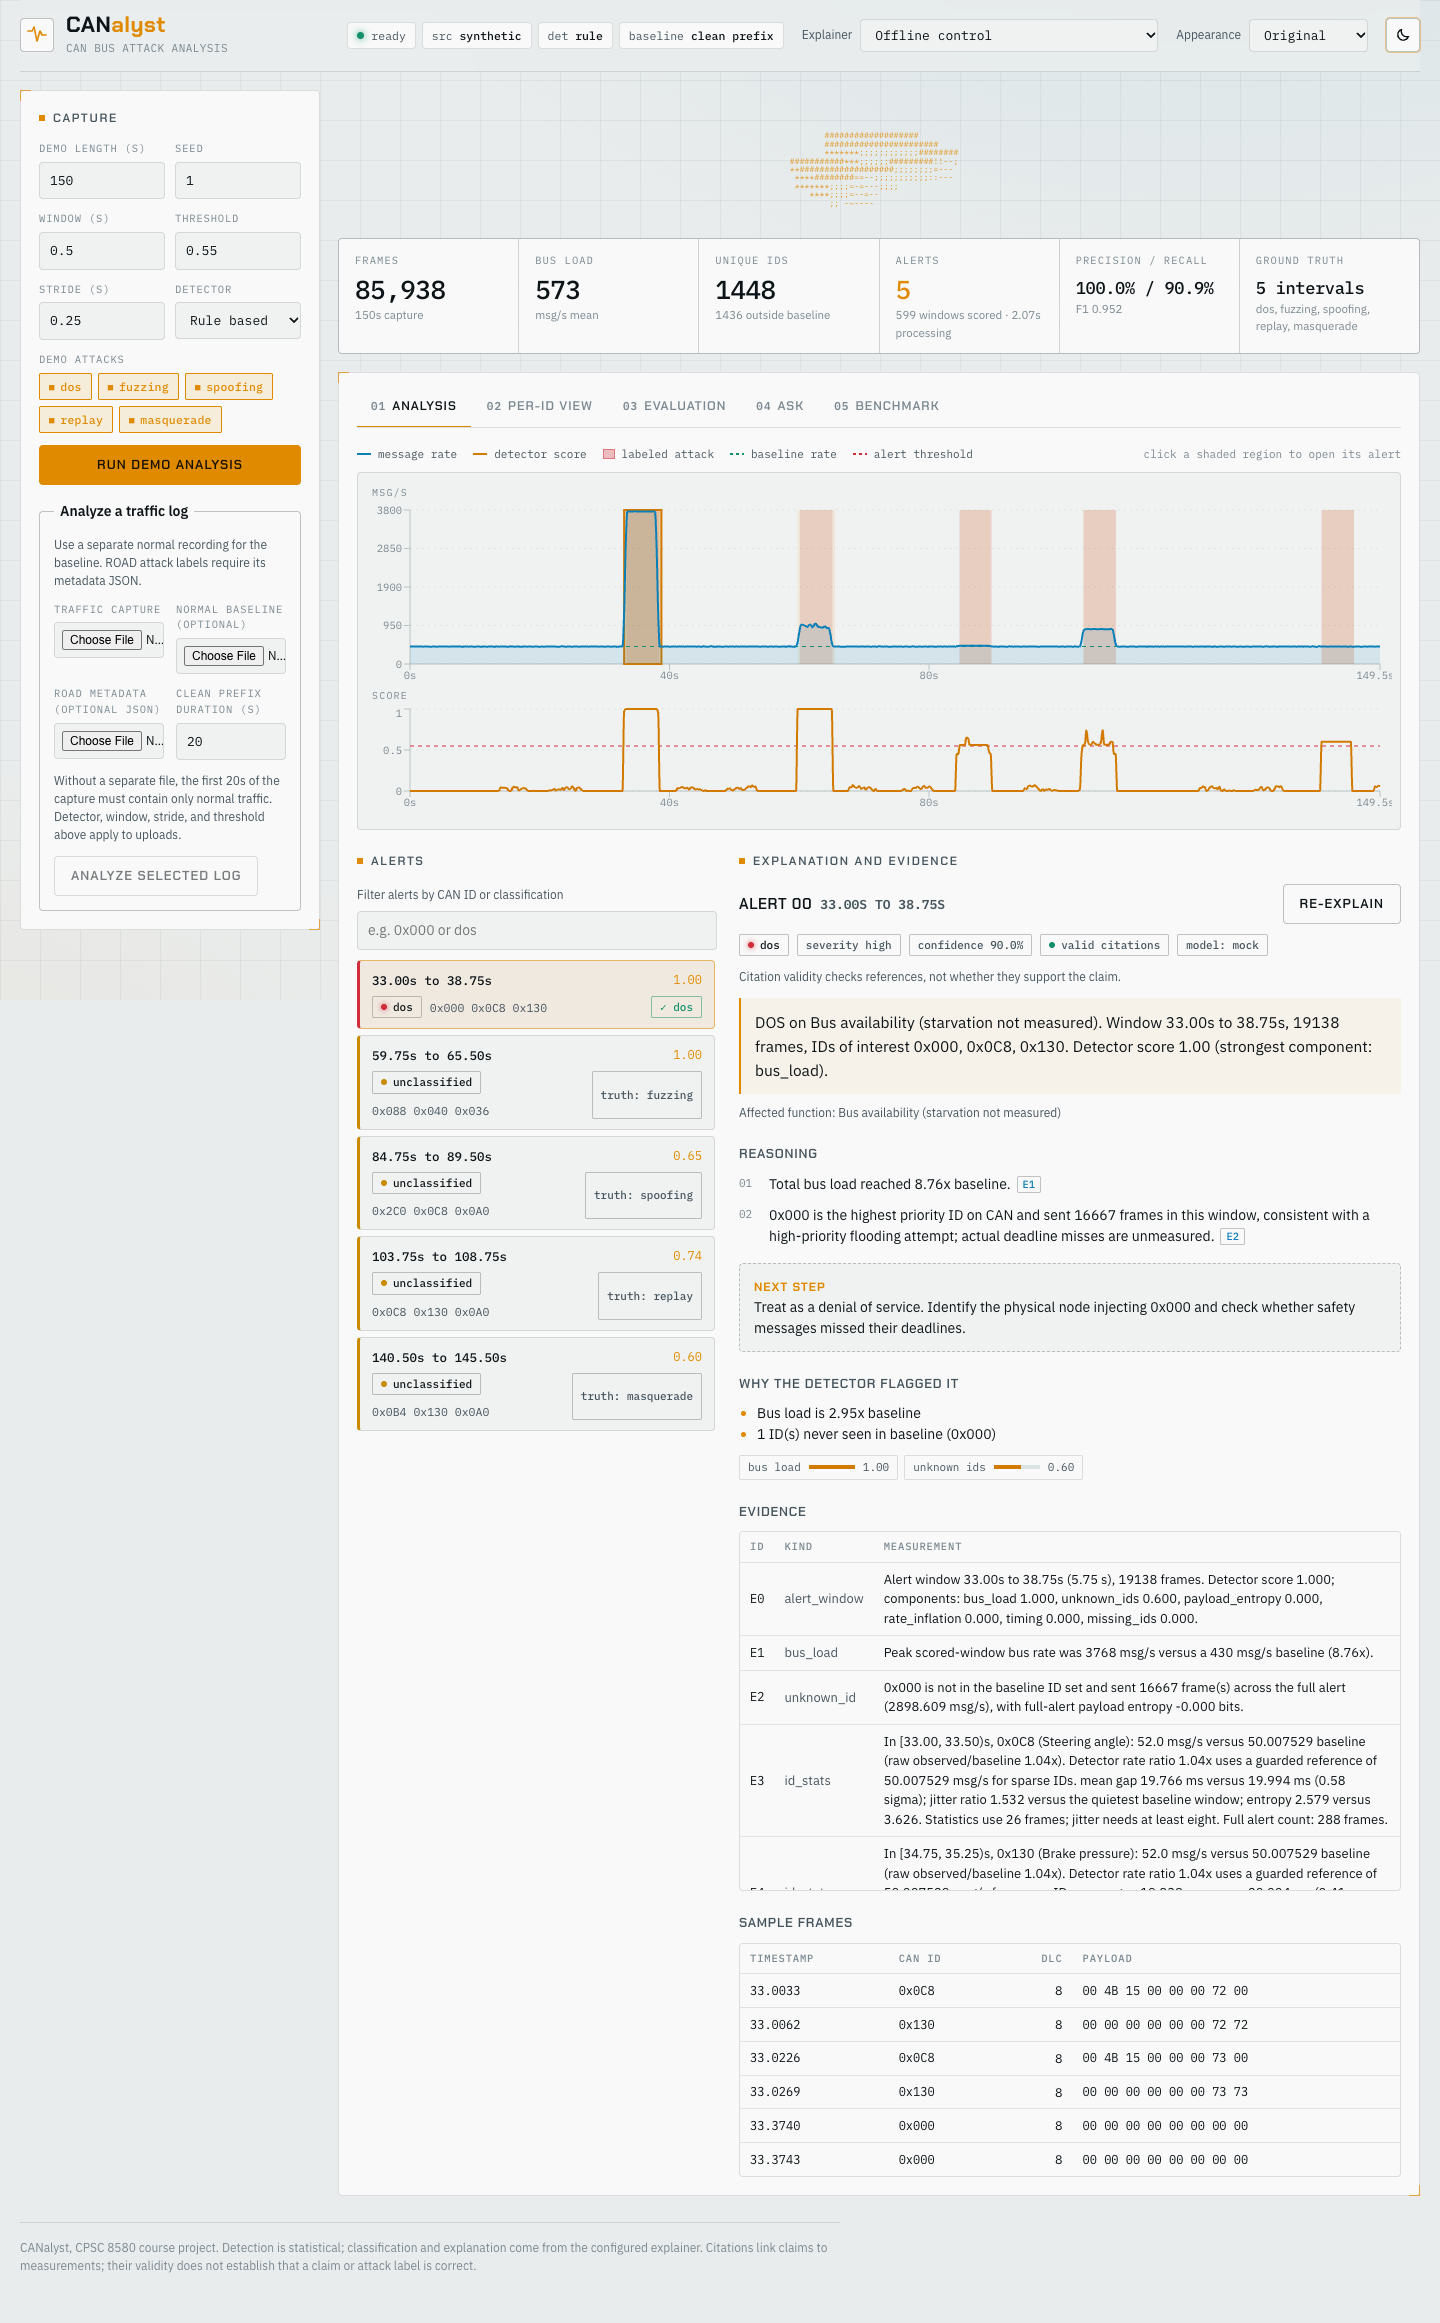 CANalyst
CAN BUS ATTACK ANALYSIS
ready
src synthetic
det rule
baseline clean prefix
Explainer
Offline control
Appearance
Original
CAPTURE
DEMO LENGTH (S)
SEED
150
1
WINDOW (S)
THRESHOLD
0.5
0.55
STRIDE (S)
DETECTOR
0.25
Rule based
DEMO ATTACKS
dos
fuzzing
spoofing
replay
masquerade
RUN DEMO ANALYSIS
Analyze a traffic log
Use a separate normal recording for the
baseline. ROAD attack labels require its
metadata JSON.
TRAFFIC CAPTURE
NORMAL BASELINE
(OPTIONAL)
Choose File N...
Choose File N...
ROAD METADATA
(OPTIONAL JSON)
CLEAN PREFIX
DURATION (S)
Choose File N...
20
Without a separate file, the first 20s of the
capture must contain only normal traffic.
Detector, window, stride, and threshold
above apply to uploads.
ANALYZE SELECTED LOG
FRAMES
85,938
150s capture
BUS LOAD
573
msg/s mean
UNIQUE IDS
1448
1436 outside baseline
ALERTS
5
599 windows scored · 2.07s
processing
PRECISION / RECALL
100.0% / 90.9%
F1 0.952
GROUND TRUTH
5 intervals
dos, fuzzing, spoofing,
replay, masquerade
01 ANALYSIS
02 PER-ID VIEW
03 EVALUATION
04 ASK
05 BENCHMARK
message rate
detector score
labeled attack
baseline rate
alert threshold
click a shaded region to open its alert
MSG/S
3800
2850
1900
950
0
0s
40s
80s
149.5s
SCORE
1
0.5
0
0s
40s
80s
149.5s
ALERTS
Filter alerts by CAN ID or classification
e.g. 0x000 or dos
33.00s to 38.75s
1.00
dos
0x000 0x0C8 0x130
✓ dos
59.75s to 65.50s
1.00
unclassified
truth: fuzzing
0x088 0x040 0x036
84.75s to 89.50s
0.65
unclassified
truth: spoofing
0x2C0 0x0C8 0x0A0
103.75s to 108.75s
0.74
unclassified
truth: replay
0x0C8 0x130 0x0A0
140.50s to 145.50s
0.60
unclassified
truth: masquerade
0x0B4 0x130 0x0A0
EXPLANATION AND EVIDENCE
ALERT 00 33.00S TO 38.75S
RE-EXPLAIN
dos
severity high
confidence 90.0%
valid citations
model: mock
Citation validity checks references, not whether they support the claim.
DOS on Bus availability (starvation not measured). Window 33.00s to 38.75s, 19138
frames, IDs of interest 0x000, 0x0C8, 0x130. Detector score 1.00 (strongest component:
bus_load).
Affected function: Bus availability (starvation not measured)
REASONING
01 Total bus load reached 8.76x baseline. E1
02 0x000 is the highest priority ID on CAN and sent 16667 frames in this window, consistent with a
high-priority flooding attempt; actual deadline misses are unmeasured. E2
NEXT STEP
Treat as a denial of service. Identify the physical node injecting 0x000 and check whether safety
messages missed their deadlines.
WHY THE DETECTOR FLAGGED IT
Bus load is 2.95x baseline
1 ID(s) never seen in baseline (0x000)
bus load 1.00
unknown ids 0.60
EVIDENCE
ID KIND MEASUREMENT
E0 alert_window
Alert window 33.00s to 38.75s (5.75 s), 19138 frames. Detector score 1.000;
components: bus_load 1.000, unknown_ids 0.600, payload_entropy 0.000,
rate_inflation 0.000, timing 0.000, missing_ids 0.000.
E1 bus_load
Peak scored-window bus rate was 3768 msg/s versus a 430 msg/s baseline (8.76x).
E2 unknown_id
0x000 is not in the baseline ID set and sent 16667 frame(s) across the full alert
(2898.609 msg/s), with full-alert payload entropy -0.000 bits.
E3 id_stats
In [33.00, 33.50)s, 0x0C8 (Steering angle): 52.0 msg/s versus 50.007529 baseline
(raw observed/baseline 1.04x). Detector rate ratio 1.04x uses a guarded reference of
50.007529 msg/s for sparse IDs. mean gap 19.766 ms versus 19.994 ms (0.58
sigma); jitter ratio 1.532 versus the quietest baseline window; entropy 2.579 versus
3.626. Statistics use 26 frames; jitter needs at least eight. Full alert count: 288 frames.
In [34.75, 35.25)s, 0x130 (Brake pressure): 52.0 msg/s versus 50.007529 baseline
(raw observed/baseline 1.04x). Detector rate ratio 1.04x uses a guarded reference of
SAMPLE FRAMES
TIMESTAMP CAN ID DLC PAYLOAD
33.0033 0x0C8 8 00 4B 15 00 00 00 72 00
33.0062 0x130 8 00 00 00 00 00 00 72 72
33.0226 0x0C8 8 00 4B 15 00 00 00 73 00
33.0269 0x130 8 00 00 00 00 00 00 73 73
33.3740 0x000 8 00 00 00 00 00 00 00 00
33.3743 0x000 8 00 00 00 00 00 00 00 00
CANalyst, CPSC 8580 course project. Detection is statistical; classification and explanation come from the configured explainer. Citations link claims to
measurements; their validity does not establish that a claim or attack label is correct.